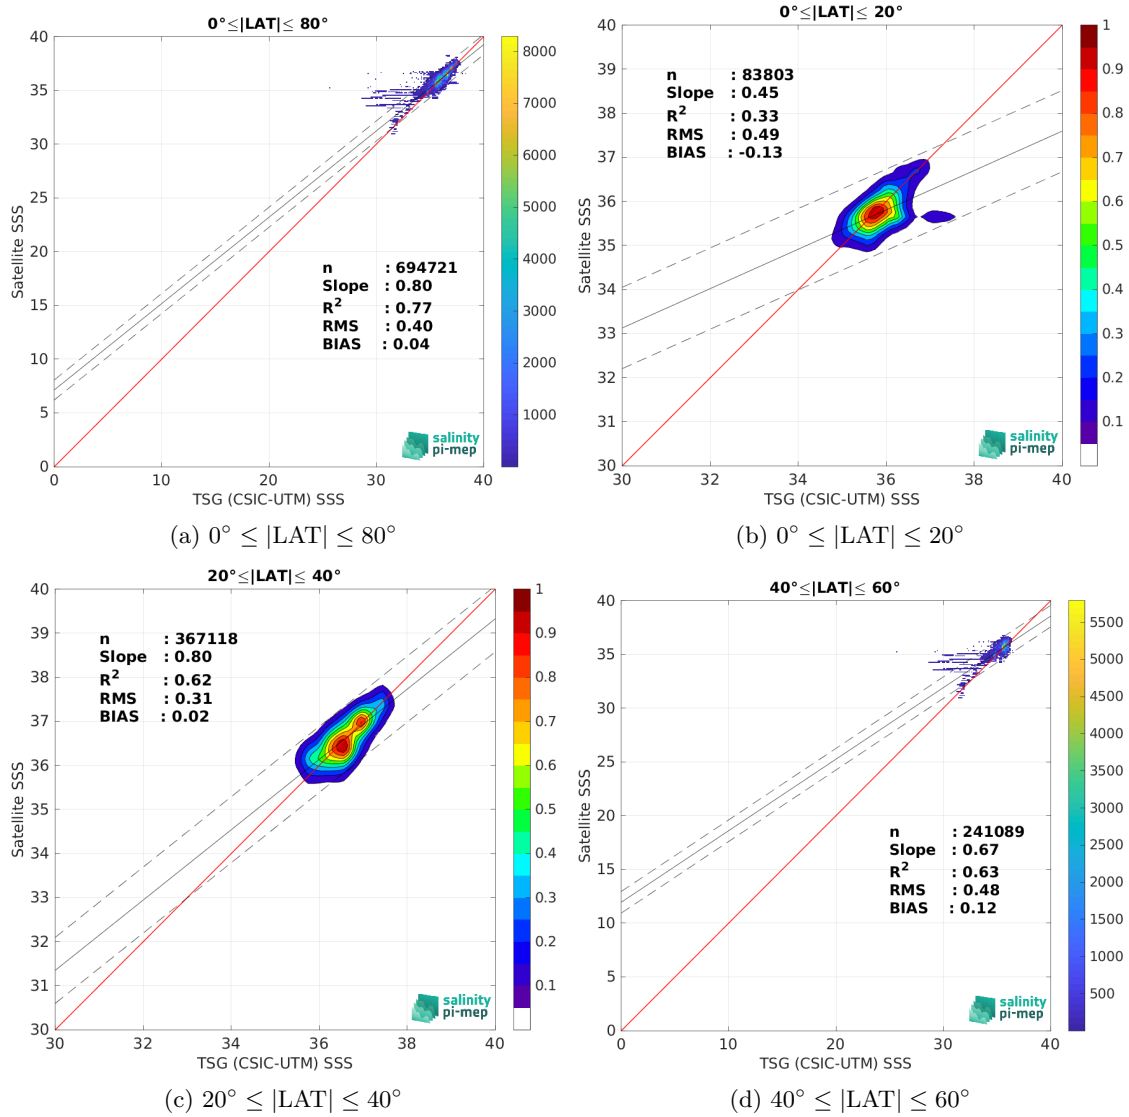 0°≤|LAT|≤ 80°
40
35
30
25
20
15
10
5
0
Satellite SSS
n : 694721
Slope : 0.80
R² : 0.77
RMS : 0.40
BIAS : 0.04
salinity
pi-mep
0 10 20 30 40
TSG (CSIC-UTM) SSS
8000
7000
6000
5000
4000
3000
2000
1000
(a) 0° ≤ |LAT| ≤ 80°
0°≤|LAT|≤ 20°
40
39
38
37
36
35
34
33
32
31
30
Satellite SSS
n : 83803
Slope : 0.45
R² : 0.33
RMS : 0.49
BIAS : -0.13
salinity
pi-mep
30 32 34 36 38 40
TSG (CSIC-UTM) SSS
1
0.9
0.8
0.7
0.6
0.5
0.4
0.3
0.2
0.1
(b) 0° ≤ |LAT| ≤ 20°
20°≤|LAT|≤ 40°
40
39
38
37
36
35
34
33
32
31
30
Satellite SSS
n : 367118
Slope : 0.80
R² : 0.62
RMS : 0.31
BIAS : 0.02
salinity
pi-mep
30 32 34 36 38 40
TSG (CSIC-UTM) SSS
1
0.9
0.8
0.7
0.6
0.5
0.4
0.3
0.2
0.1
(c) 20° ≤ |LAT| ≤ 40°
40°≤|LAT|≤ 60°
40
35
30
25
20
15
10
5
0
Satellite SSS
n : 241089
Slope : 0.67
R² : 0.63
RMS : 0.48
BIAS : 0.12
salinity
pi-mep
0 10 20 30 40
TSG (CSIC-UTM) SSS
5500
5000
4500
4000
3500
3000
2500
2000
1500
1000
500
(d) 40° ≤ |LAT| ≤ 60°